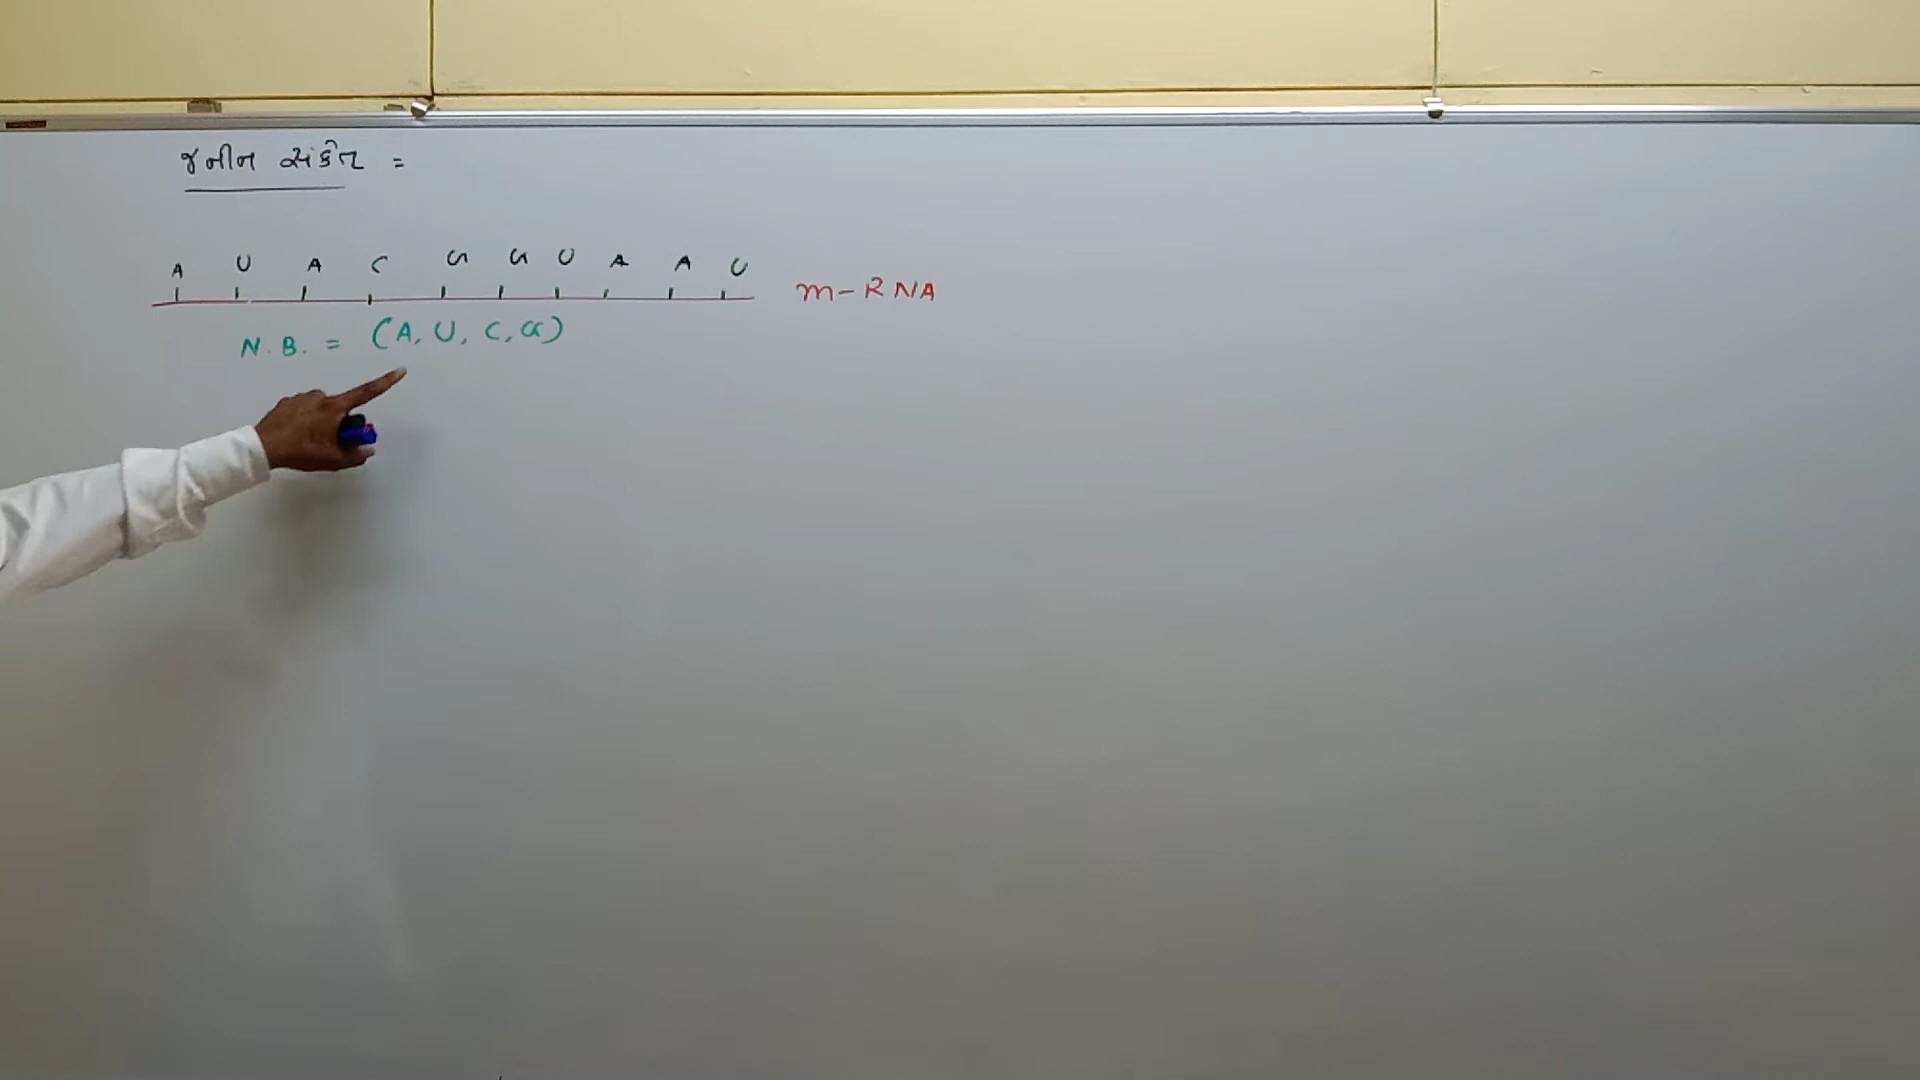 જનીન સંકેત =
A U A C G G U A A U
m-RNA
N.B. = (A, U, C, G)